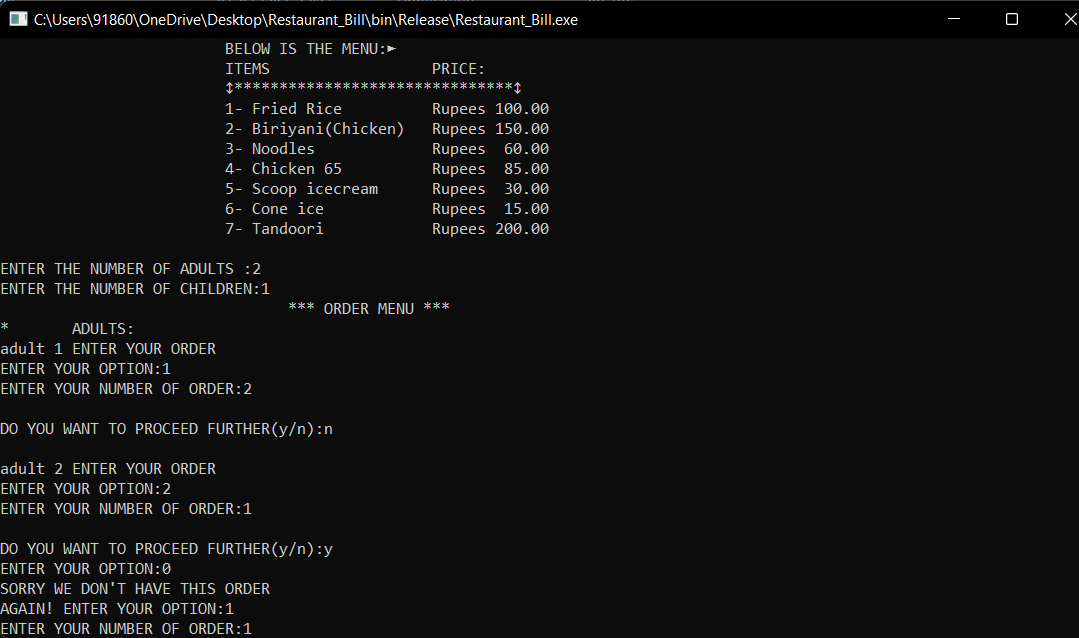 C:\Users\91860\OneDrive\Desktop\Restaurant_Bill\bin\Release\Restaurant_Bill.exe
BELOW IS THE MENU:►
ITEMS PRICE:
↕*******************************↕
1- Fried Rice Rupees 100.00
2- Biriyani(Chicken) Rupees 150.00
3- Noodles Rupees 60.00
4- Chicken 65 Rupees 85.00
5- Scoop icecream Rupees 30.00
6- Cone ice Rupees 15.00
7- Tandoori Rupees 200.00
ENTER THE NUMBER OF ADULTS :2
ENTER THE NUMBER OF CHILDREN:1
*** ORDER MENU ***
* ADULTS:
adult 1 ENTER YOUR ORDER
ENTER YOUR OPTION:1
ENTER YOUR NUMBER OF ORDER:2
DO YOU WANT TO PROCEED FURTHER(y/n):n
adult 2 ENTER YOUR ORDER
ENTER YOUR OPTION:2
ENTER YOUR NUMBER OF ORDER:1
DO YOU WANT TO PROCEED FURTHER(y/n):y
ENTER YOUR OPTION:0
SORRY WE DON'T HAVE THIS ORDER
AGAIN! ENTER YOUR OPTION:1
ENTER YOUR NUMBER OF ORDER:1